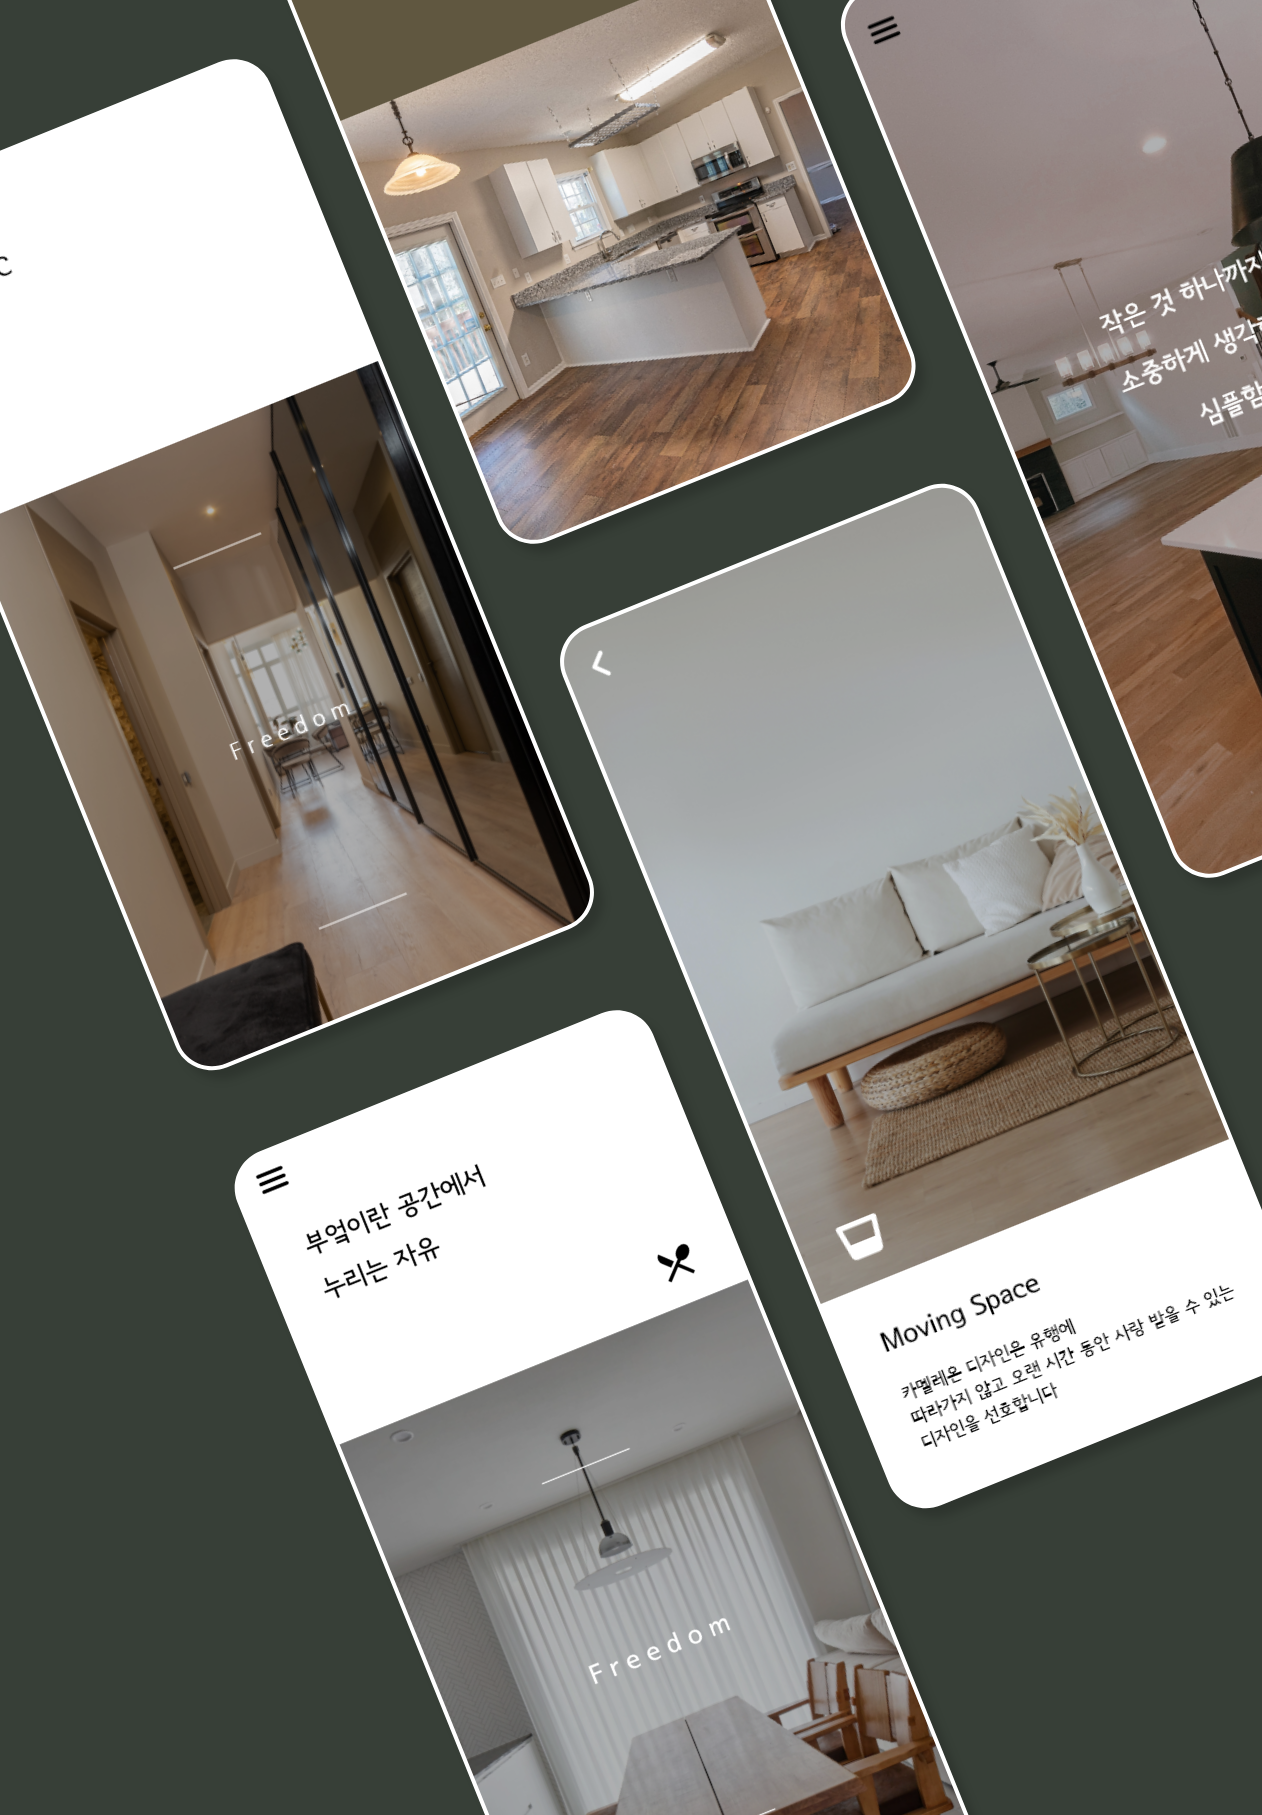 c
Freedom
작은 것 하나까지
소중하게 생각
심플함
부엌이란 공간에서
누리는 자유
Freedom
Moving Space
카멜레온 디자인은 유행에
따라가지 않고 오랜 시간 동안 사랑 받을 수 있는
디자인을 선호합니다